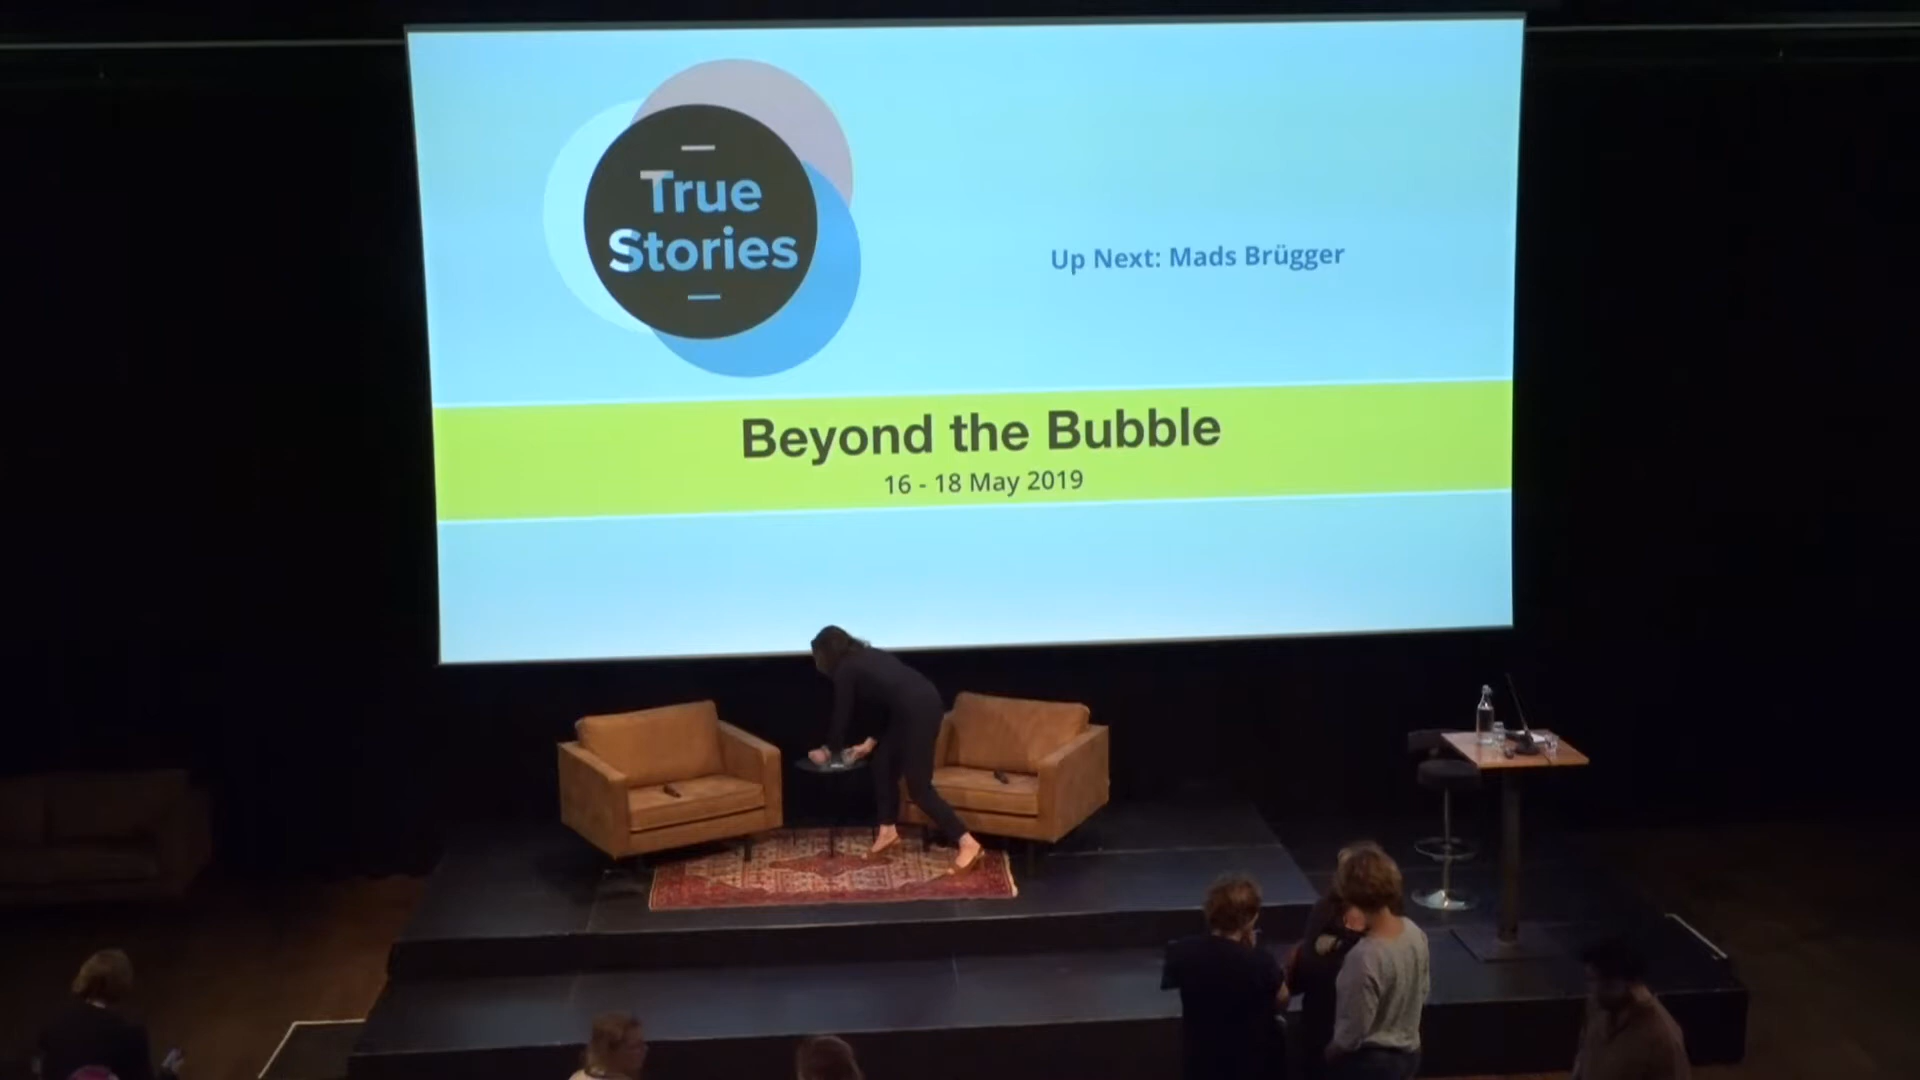 True
Stories
Up Next: Mads Brügger
Beyond the Bubble
16 - 18 May 2019